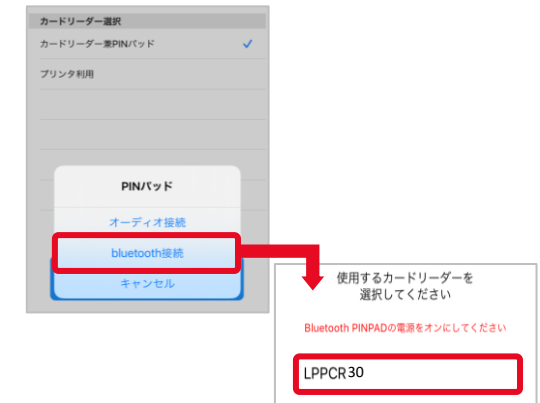 カードリーダー選択
カードリーダー兼PINパッド
プリンタ利用
PINパッド
オーディオ接続
bluetooth接続
キャンセル
使用するカードリーダーを
選択してください
Bluetooth PINPADの電源をオンにしてください
LPPCR30